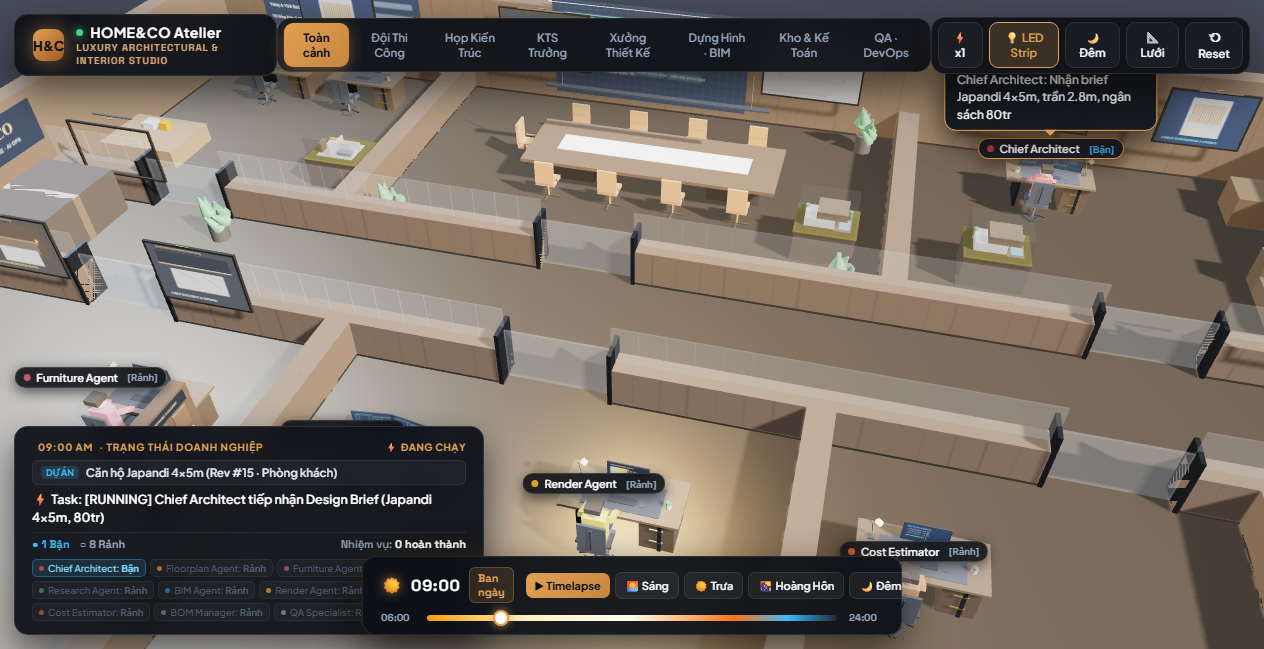 H&C
HOME&CO Atelier
LUXURY ARCHITECTURAL &
INTERIOR STUDIO
Toàn
cảnh
Đội Thi
Công
Họp Kiến
Trúc
KTS
Trưởng
Xưởng
Thiết Kế
Dựng Hình
· BIM
Kho & Kế
Toán
QA ·
DevOps
x1
LED
Strip
Đêm
Lưới
Reset
Chief Architect: Nhận brief
Japandi 4×5m, trần 2.8m, ngân
sách 80tr
Chief Architect [Bận]
Furniture Agent [Rảnh]
Render Agent [Rảnh]
Cost Estimator [Rảnh]
09:00 AM · TRẠNG THÁI DOANH NGHIỆP
ĐANG CHẠY
DỰ ÁN Căn hộ Japandi 4×5m (Rev #15 · Phòng khách)
Task: [RUNNING] Chief Architect tiếp nhận Design Brief (Japandi
4×5m, 80tr)
● 1 Bận ○ 8 Rảnh
Nhiệm vụ: 0 hoàn thành
Chief Architect: Bận
Floorplan Agent: Rảnh
Furniture Agent
Research Agent: Rảnh
BIM Agent: Rảnh
Render Agent: Rảnh
Cost Estimator: Rảnh
BOM Manager: Rảnh
QA Specialist: R
09:00
Ban
ngày
▶ Timelapse
Sáng
Trưa
Hoàng Hôn
Đêm
06:00
24:00